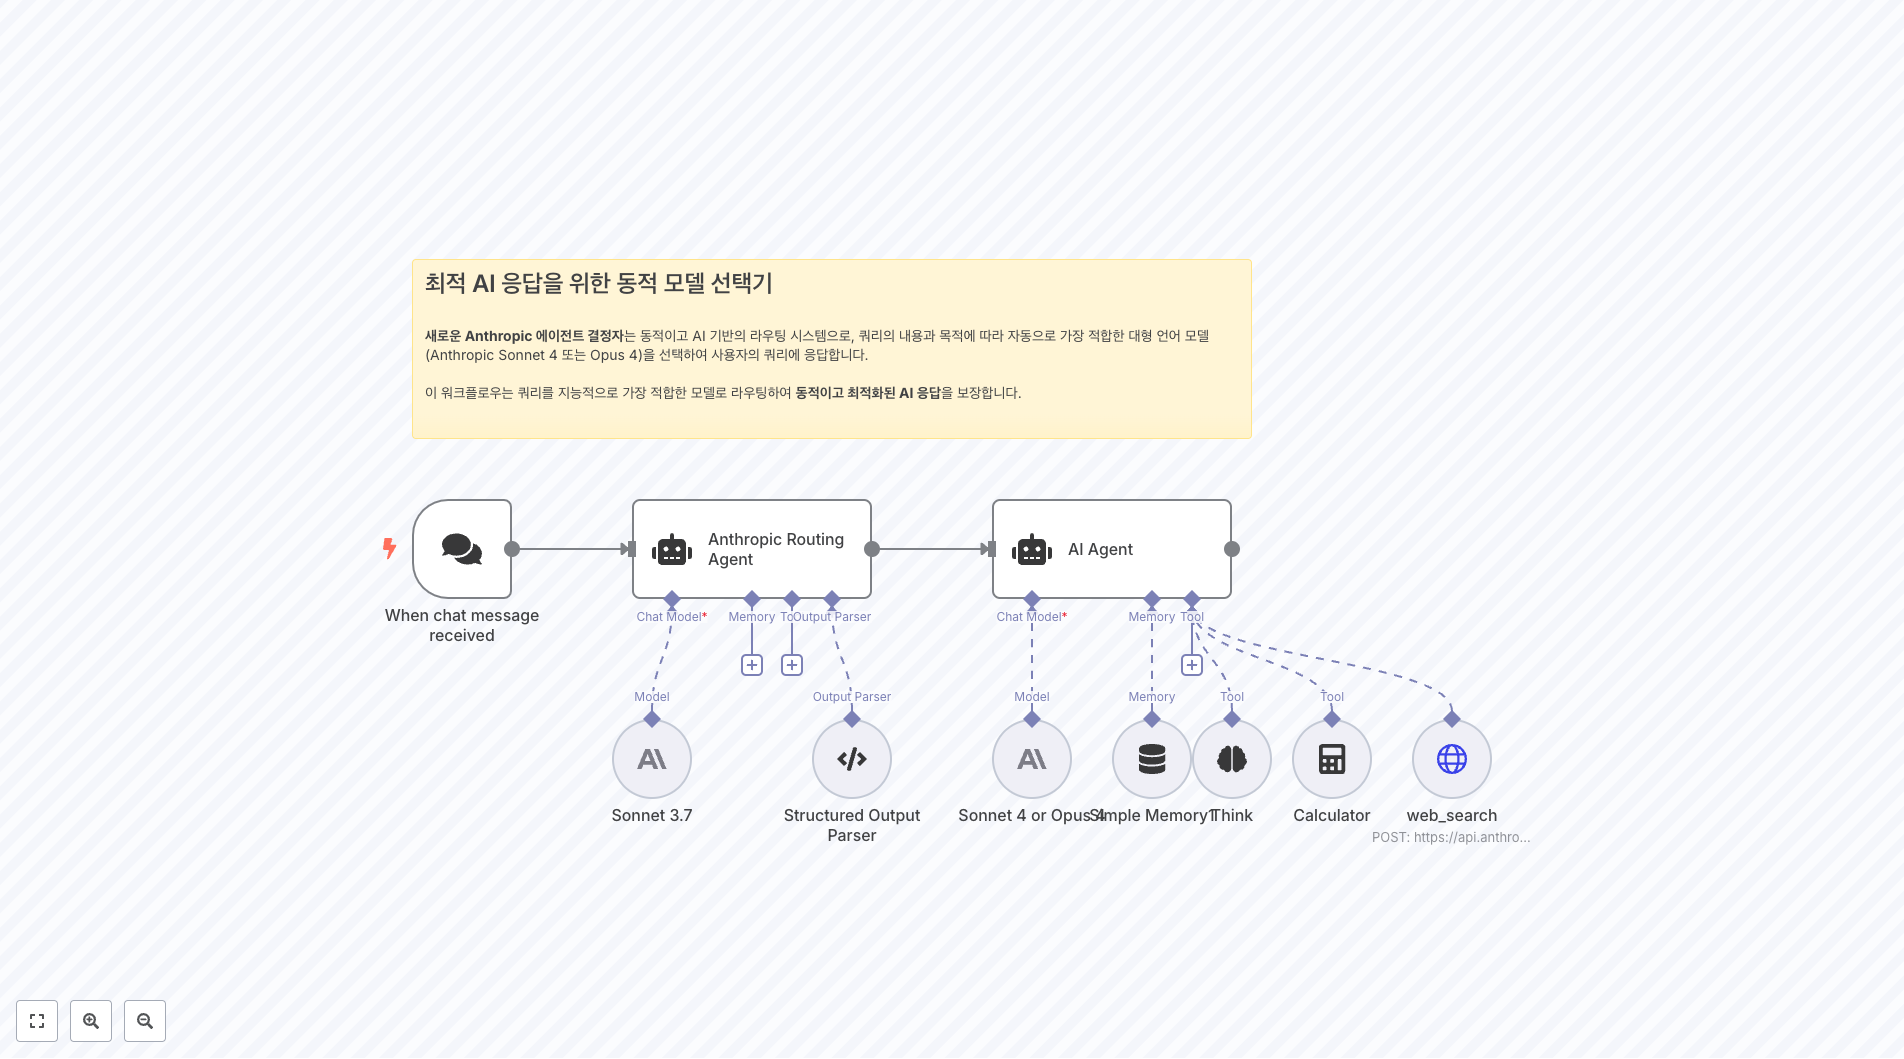 최적 AI 응답을 위한 동적 모델 선택기
새로운 Anthropic 에이전트 결정자는 동적이고 AI 기반의 라우팅 시스템으로, 쿼리의 내용과 목적에 따라 자동으로 가장 적합한 대형 언어 모델
(Anthropic Sonnet 4 또는 Opus 4)을 선택하여 사용자의 쿼리에 응답합니다.
이 워크플로우는 쿼리를 지능적으로 가장 적합한 모델로 라우팅하여 동적이고 최적화된 AI 응답을 보장합니다.
When chat message
received
Anthropic Routing
Agent
AI Agent
Chat Model*
Memory
To
Output Parser
Chat Model*
Memory
Tool
Model
Output Parser
Model
Memory
Tool
Tool
Sonnet 3.7
Structured Output
Parser
Sonnet 4 or Opus 4
Simple Memory1
Think
Calculator
web_search
POST: https://api.anthro...